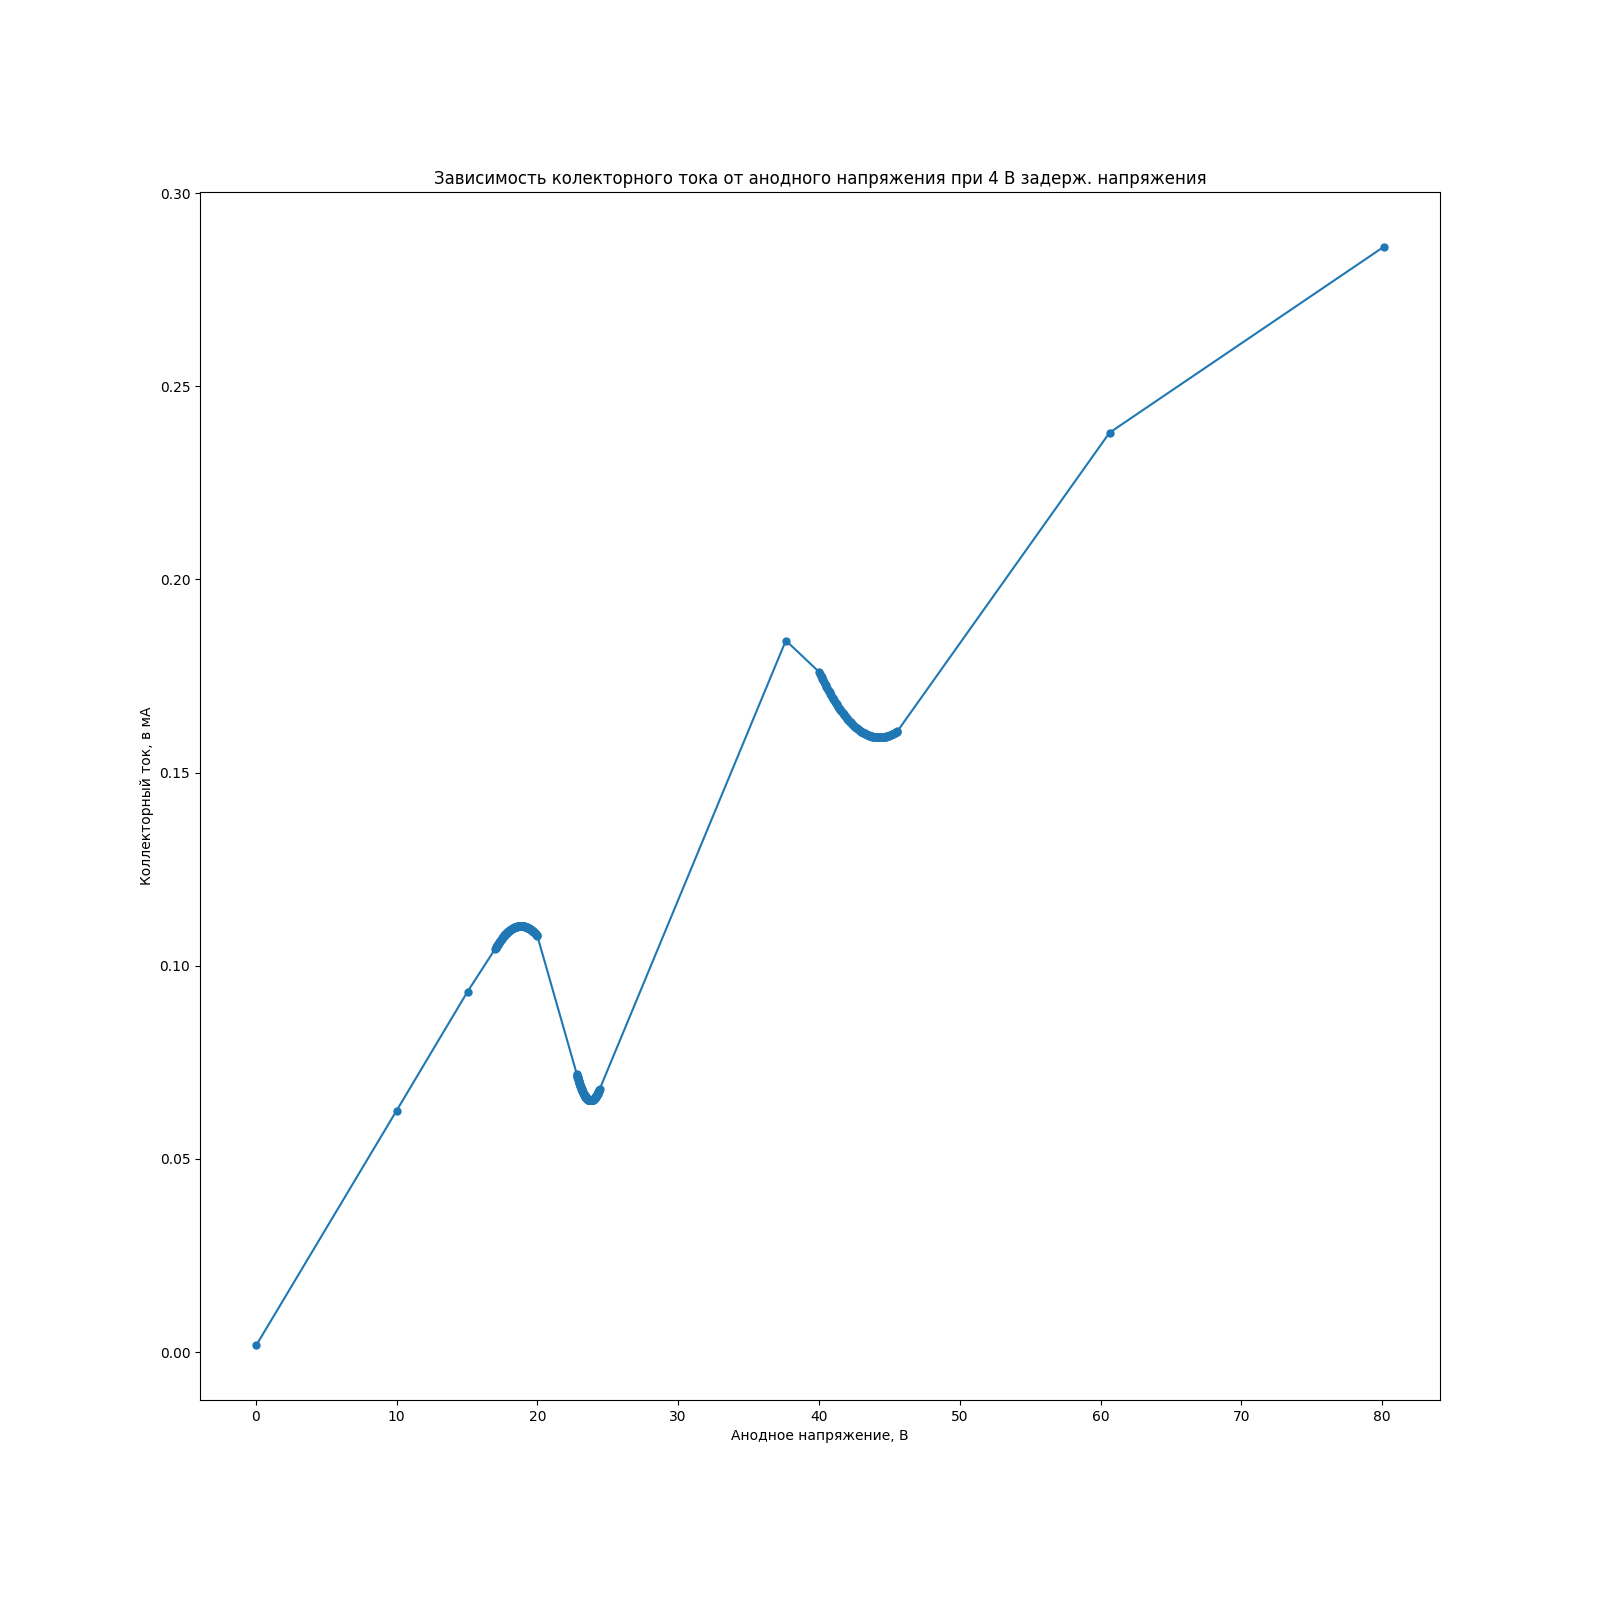 Зависимость колекторного тока от анодного напряжения при 4 В задерж. напряжения
0.30
0.25
0.20
0.15
0.10
0.05
0.00
Коллекторный ток, в мА
0 10 20 30 40 50 60 70 80
Анодное напряжение, В